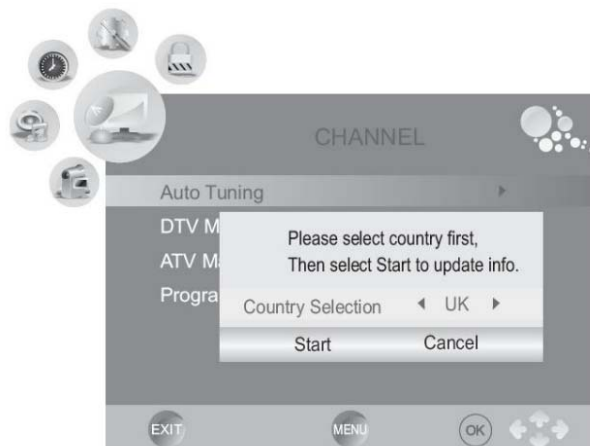 CHANNEL
Auto Tuning
DTV M
ATV Ma
Progra
Please select country first,
Then select Start to update info.
Country Selection UK
Start Cancel
EXIT MENU OK